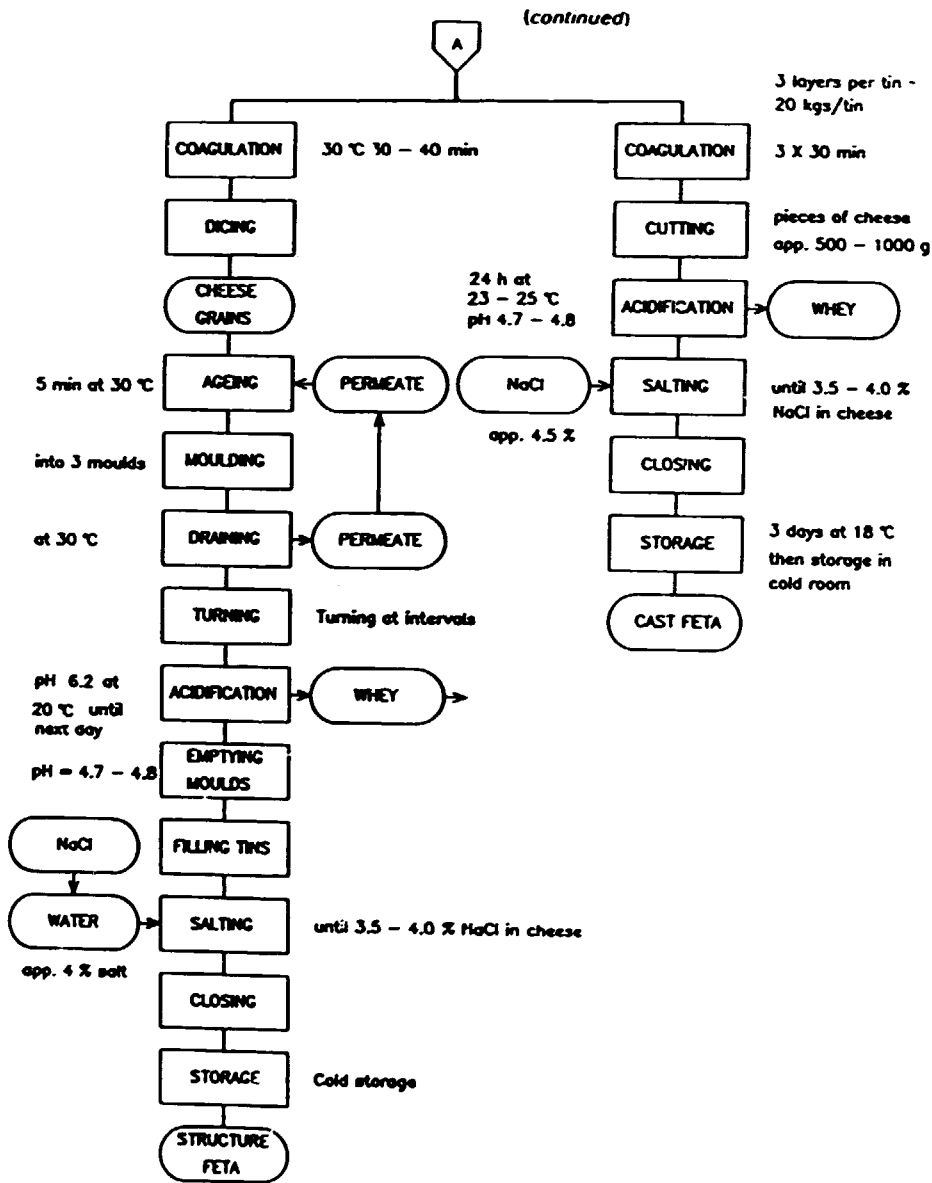 (continued)
A
3 layers per tin -
20 kgs/tin
COAGULATION
30 °C 30 - 40 min
DICING
CHEESE
GRAINS
5 min at 30 °C
AGEING
PERMEATE
into 3 moulds
MOULDING
at 30 °C
DRAINING
PERMEATE
TURNING
Turning at intervals
pH 6.2 at
20 °C until
next day
ACIDIFICATION
WHEY
pH = 4.7 - 4.8
EMPTYING
MOULDS
FILLING TINS
NaCl
WATER
app. 4 % salt
SALTING
until 3.5 - 4.0 % NaCl in cheese
CLOSING
STORAGE
Cold storage
STRUCTURE
FETA
COAGULATION
3 X 30 min
CUTTING
pieces of cheese
app. 500 - 1000 g
24 h at
23 - 25 °C
pH 4.7 - 4.8
ACIDIFICATION
WHEY
NaCl
app. 4.5 %
SALTING
until 3.5 - 4.0 %
NaCl in cheese
CLOSING
STORAGE
3 days at 18 °C
then storage in
cold room
CAST FETA